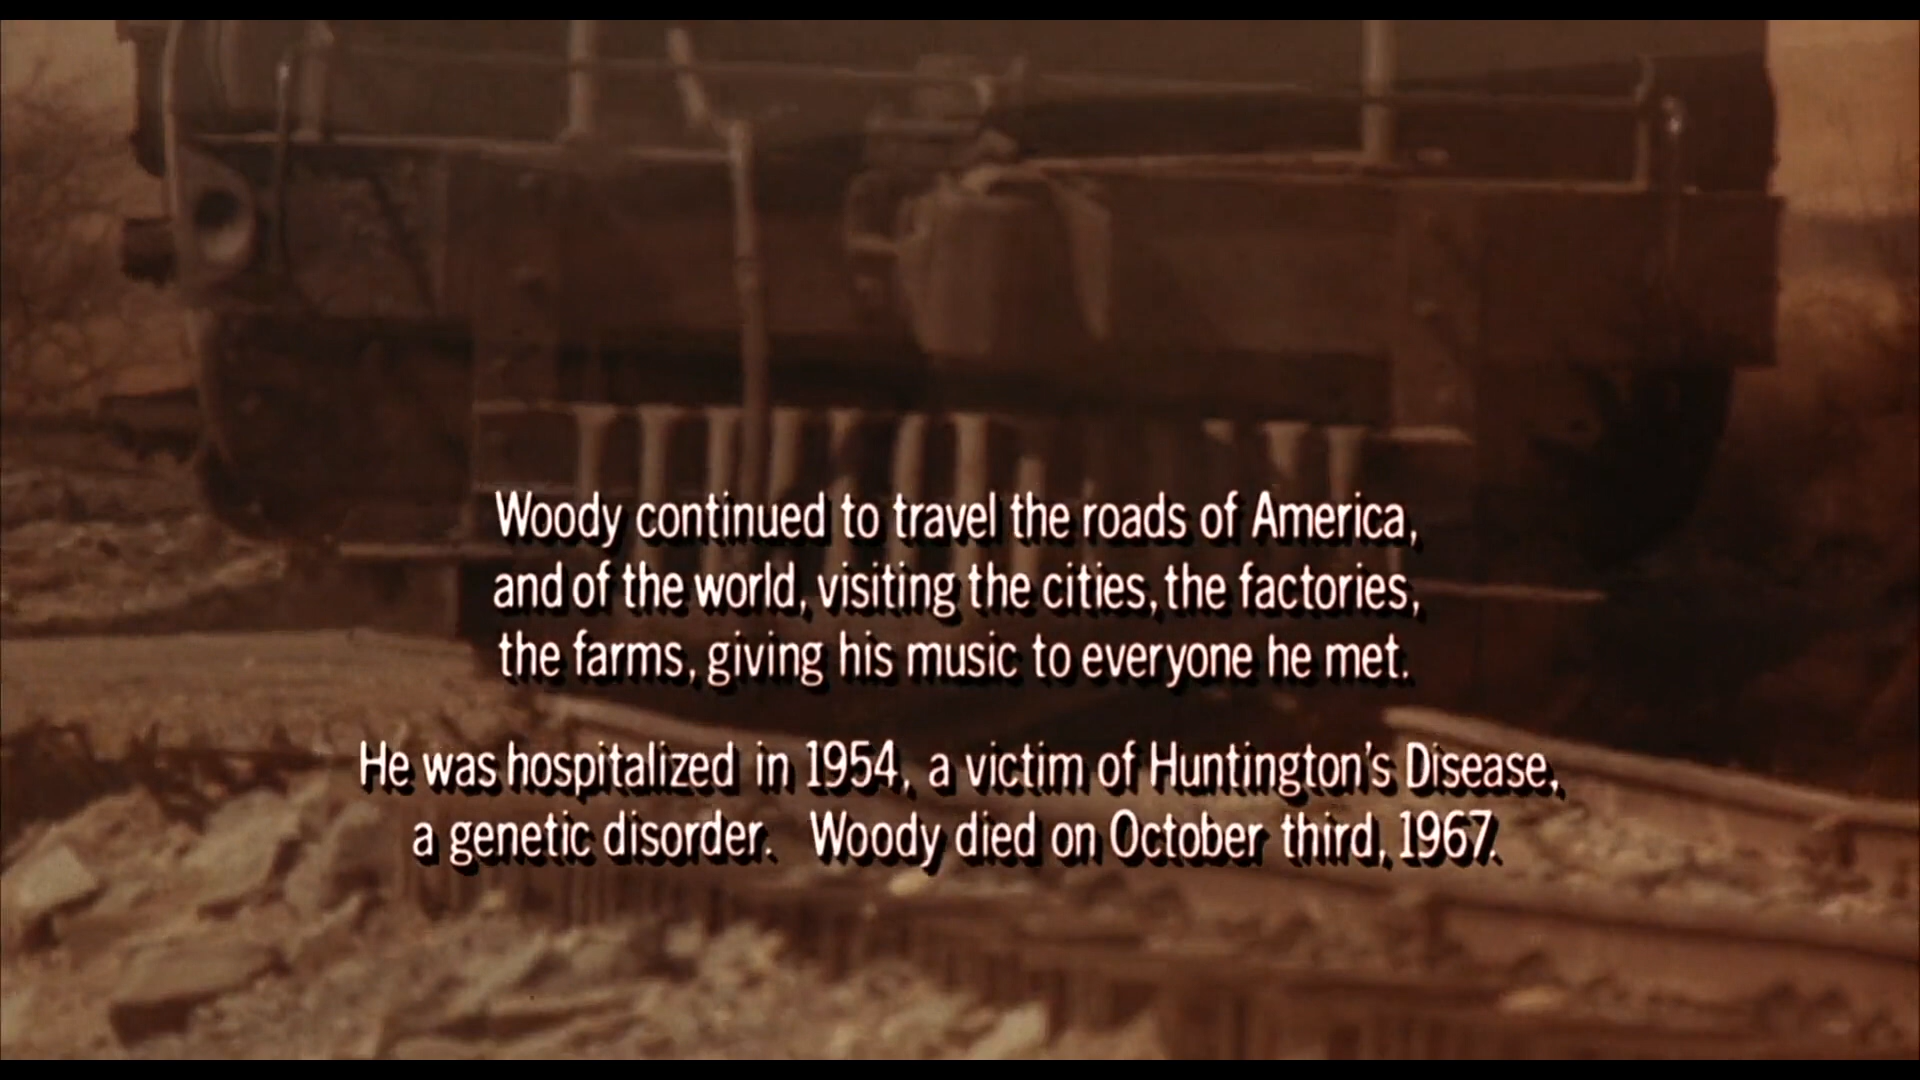 Woody continued to travel the roads of America,
and of the world, visiting the cities, the factories,
the farms, giving his music to everyone he met.
He was hospitalized in 1954, a victim of Huntington's Disease,
a genetic disorder. Woody died on October third, 1967.